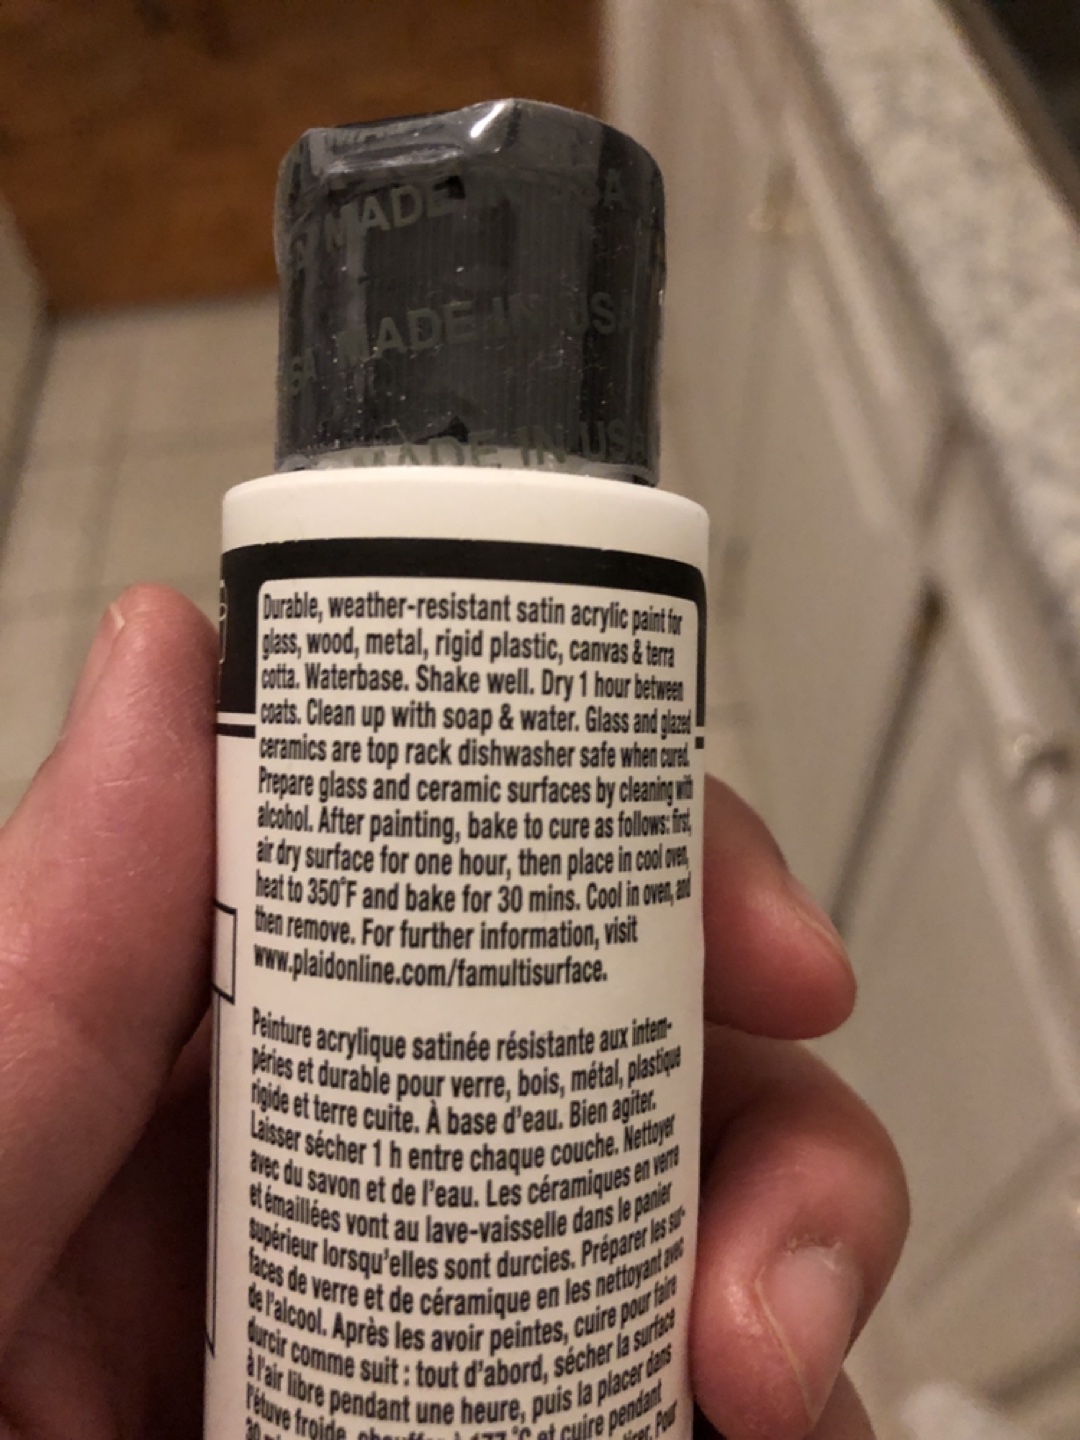 MADE IN USA
MADE IN USA
MADE IN USA
Durable, weather-resistant satin acrylic paint for
glass, wood, metal, rigid plastic, canvas & terra
cotta. Waterbase. Shake well. Dry 1 hour between
coats. Clean up with soap & water. Glass and glazed
ceramics are top rack dishwasher safe when cured.
Prepare glass and ceramic surfaces by cleaning with
alcohol. After painting, bake to cure as follows: first,
air dry surface for one hour, then place in cool oven,
heat to 350°F and bake for 30 mins. Cool in oven, and
then remove. For further information, visit
www.plaidonline.com/famultisurface.
Peinture acrylique satinée résistante aux intem-
péries et durable pour verre, bois, métal, plastique
rigide et terre cuite. À base d'eau. Bien agiter.
Laisser sécher 1 h entre chaque couche. Nettoyer
avec du savon et de l'eau. Les céramiques en verre
et émaillées vont au lave-vaisselle dans le panier
supérieur lorsqu'elles sont durcies. Préparer les sur-
faces de verre et de céramique en les nettoyant avec
de l'alcool. Après les avoir peintes, cuire pour faire
durcir comme suit : tout d'abord, sécher la surface
à l'air libre pendant une heure, puis la placer dans
l'étuve froide, chauffer à 177 °C et cuire pendant
30 Pour